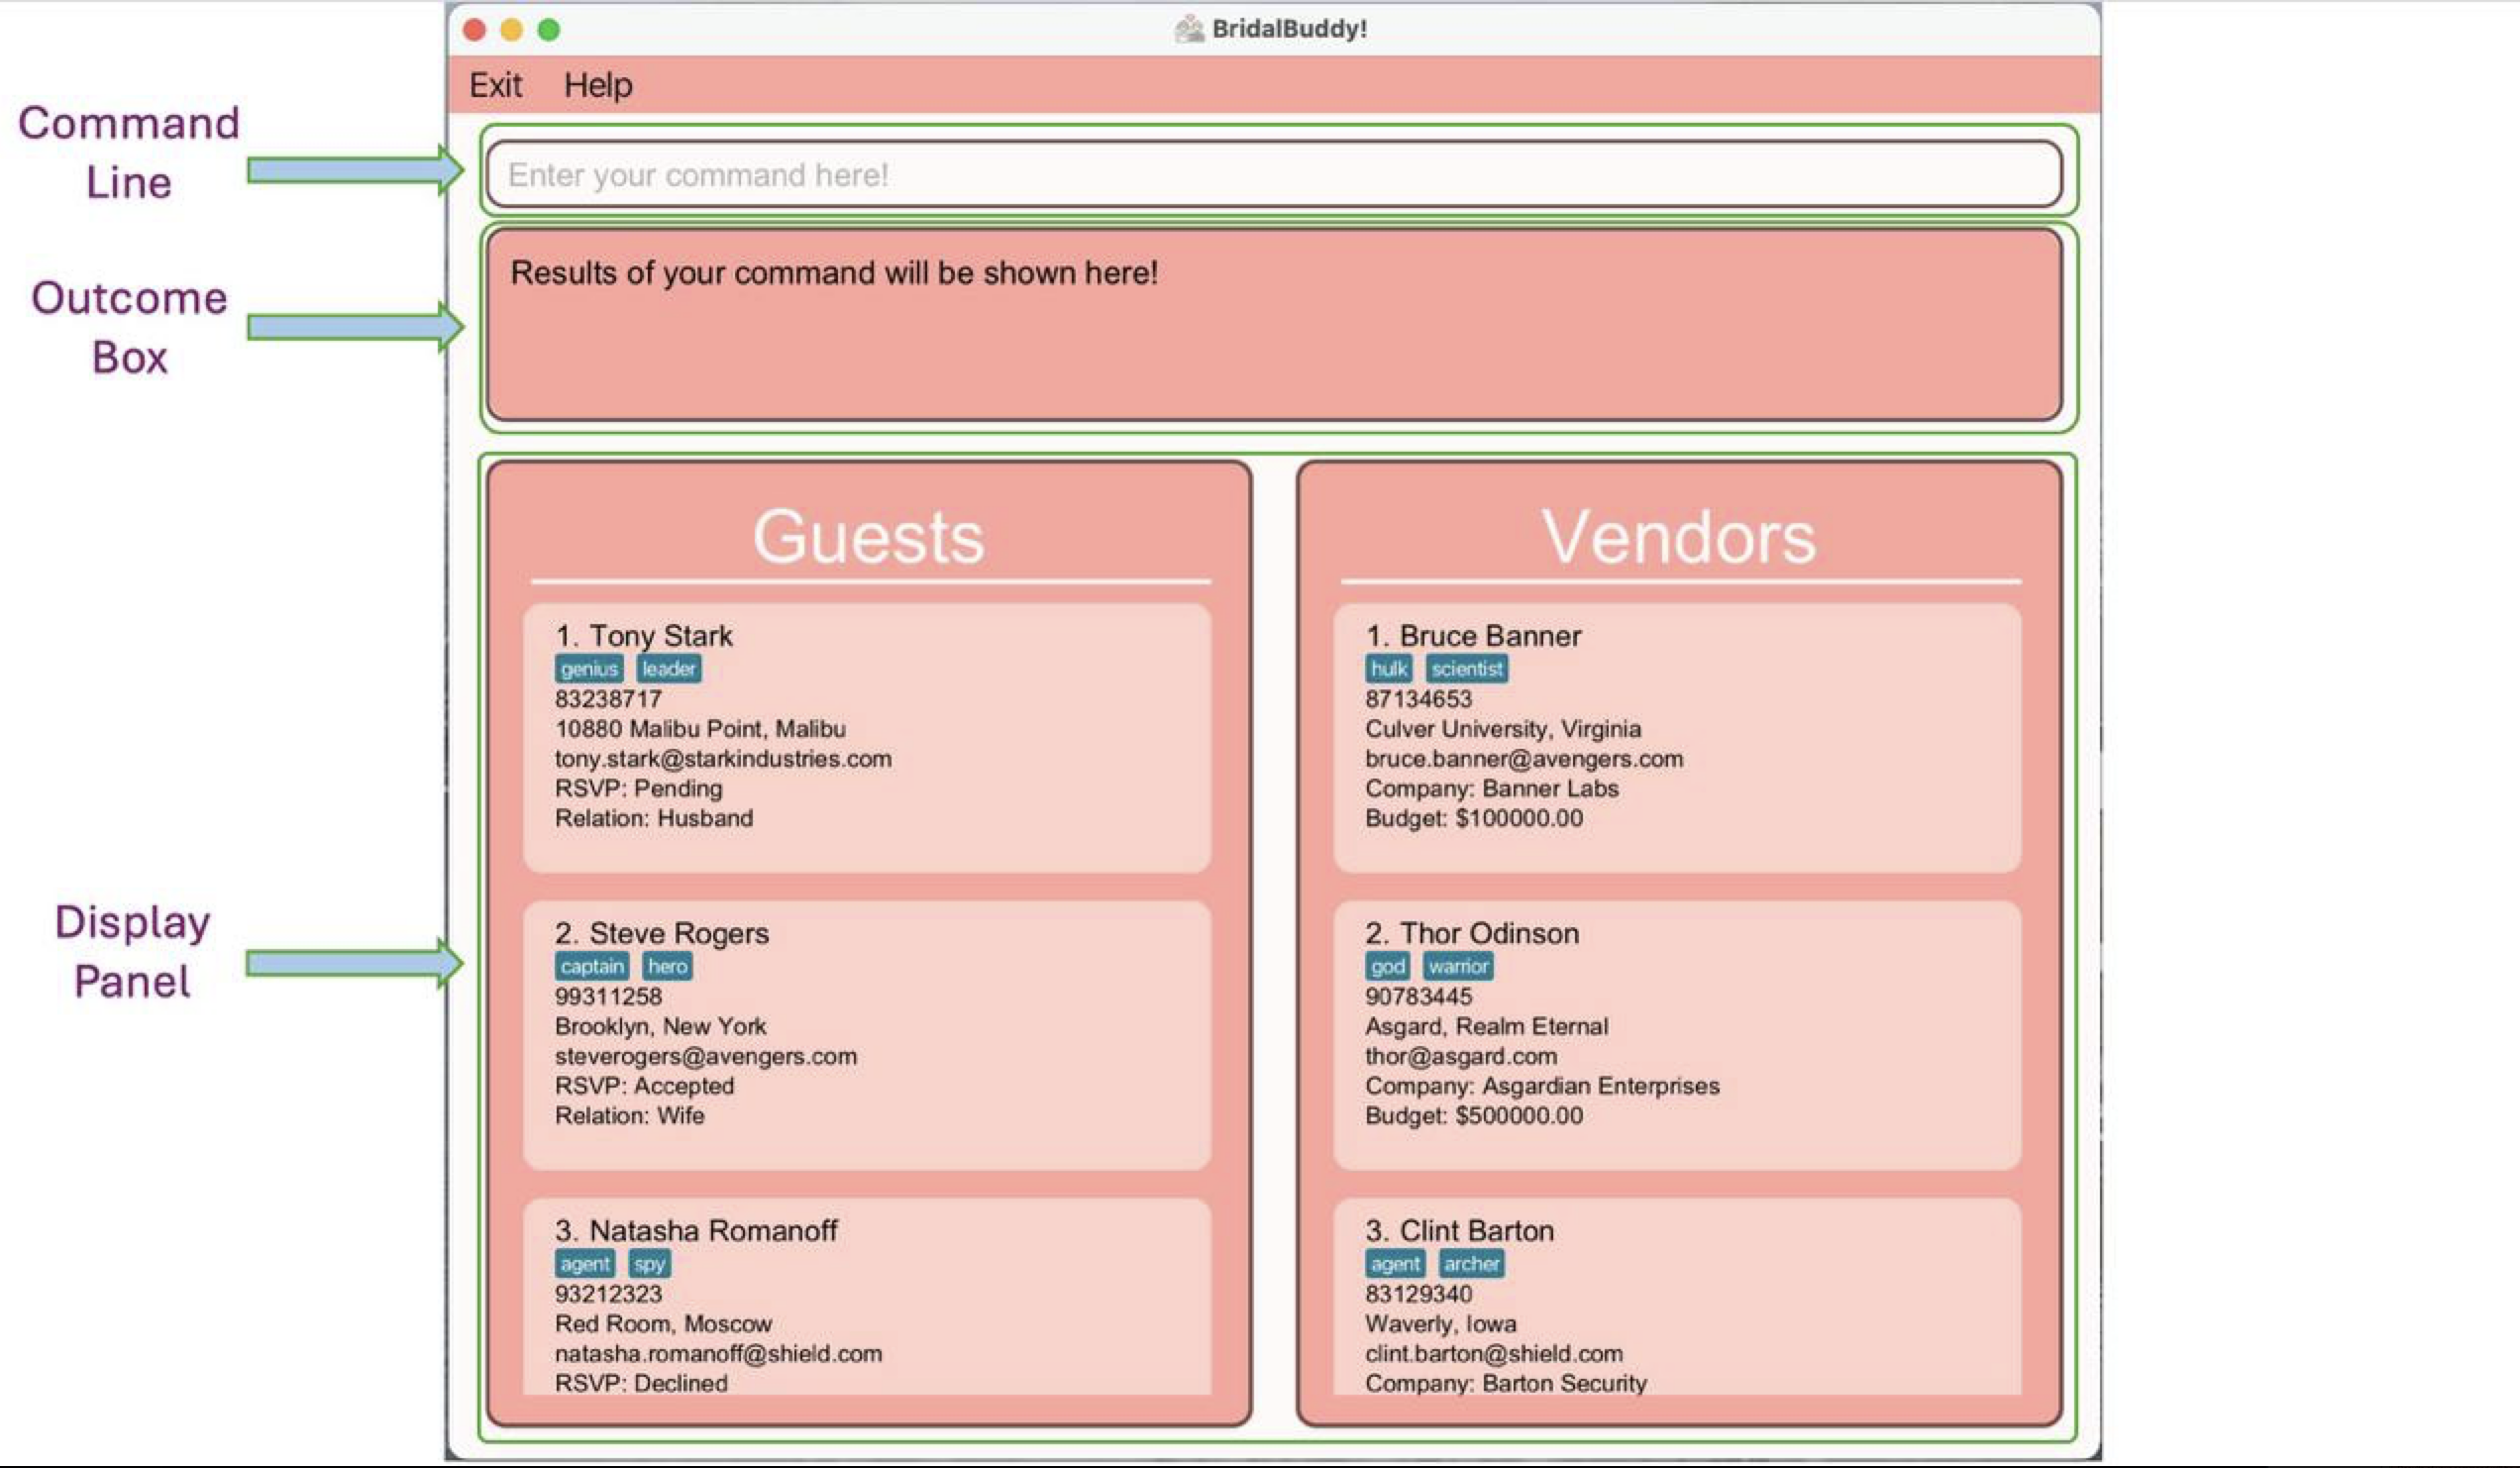 BridalBuddy!
Exit Help
Command
Line
Enter your command here!
Outcome
Box
Results of your command will be shown here!
Display
Panel
Guests
1. Tony Stark
genius leader
83238717
10880 Malibu Point, Malibu
tony.stark@starkindustries.com
RSVP: Pending
Relation: Husband
2. Steve Rogers
captain hero
99311258
Brooklyn, New York
steverogers@avengers.com
RSVP: Accepted
Relation: Wife
3. Natasha Romanoff
agent spy
93212323
Red Room, Moscow
natasha.romanoff@shield.com
RSVP: Declined
Vendors
1. Bruce Banner
hulk scientist
87134653
Culver University, Virginia
bruce.banner@avengers.com
Company: Banner Labs
Budget: $100000.00
2. Thor Odinson
god warrior
90783445
Asgard, Realm Eternal
thor@asgard.com
Company: Asgardian Enterprises
Budget: $500000.00
3. Clint Barton
agent archer
83129340
Waverly, Iowa
clint.barton@shield.com
Company: Barton Security